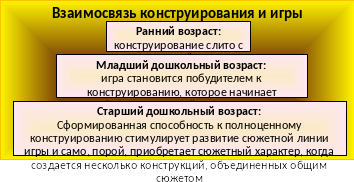 Взаимосвязь конструирования и игры
Ранний возраст:
конструирование слито с
Младший дошкольный возраст:
игра становится побудителем к
конструированию, которое начинает
Старший дошкольный возраст:
Сформированная способность к полноценному
конструированию стимулирует развитие сюжетной линии
игры и само, порой, приобретает сюжетный характер, когда
создается несколько конструкций, объединенных общим
сюжетом